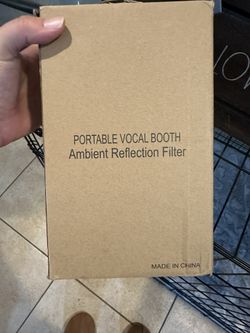 PORTABLE VOCAL BOOTH
Ambient Reflection Filter
MADE IN CHINA